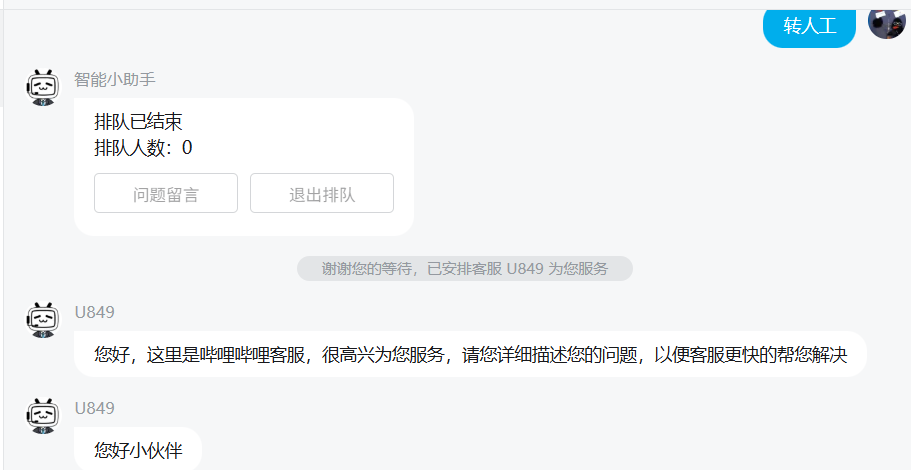 转人工
智能小助手
排队已结束
排队人数：0
问题留言 退出排队
谢谢您的等待，已安排客服 U849 为您服务
U849
您好，这里是哔哩哔哩客服，很高兴为您服务，请您详细描述您的问题，以便客服更快的帮您解决
U849
您好小伙伴